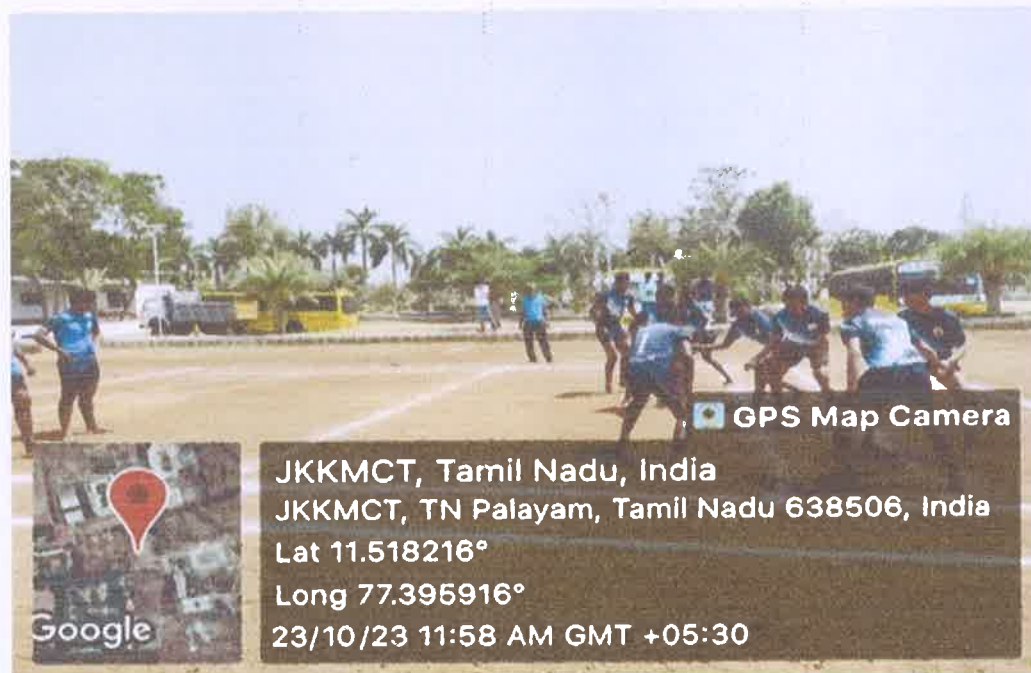 GPS Map Camera
JKKMCT, Tamil Nadu, India
JKKMCT, TN Palayam, Tamil Nadu 638506, India
Lat 11.518216°
Long 77.395916°
23/10/23 11:58 AM GMT +05:30
Google